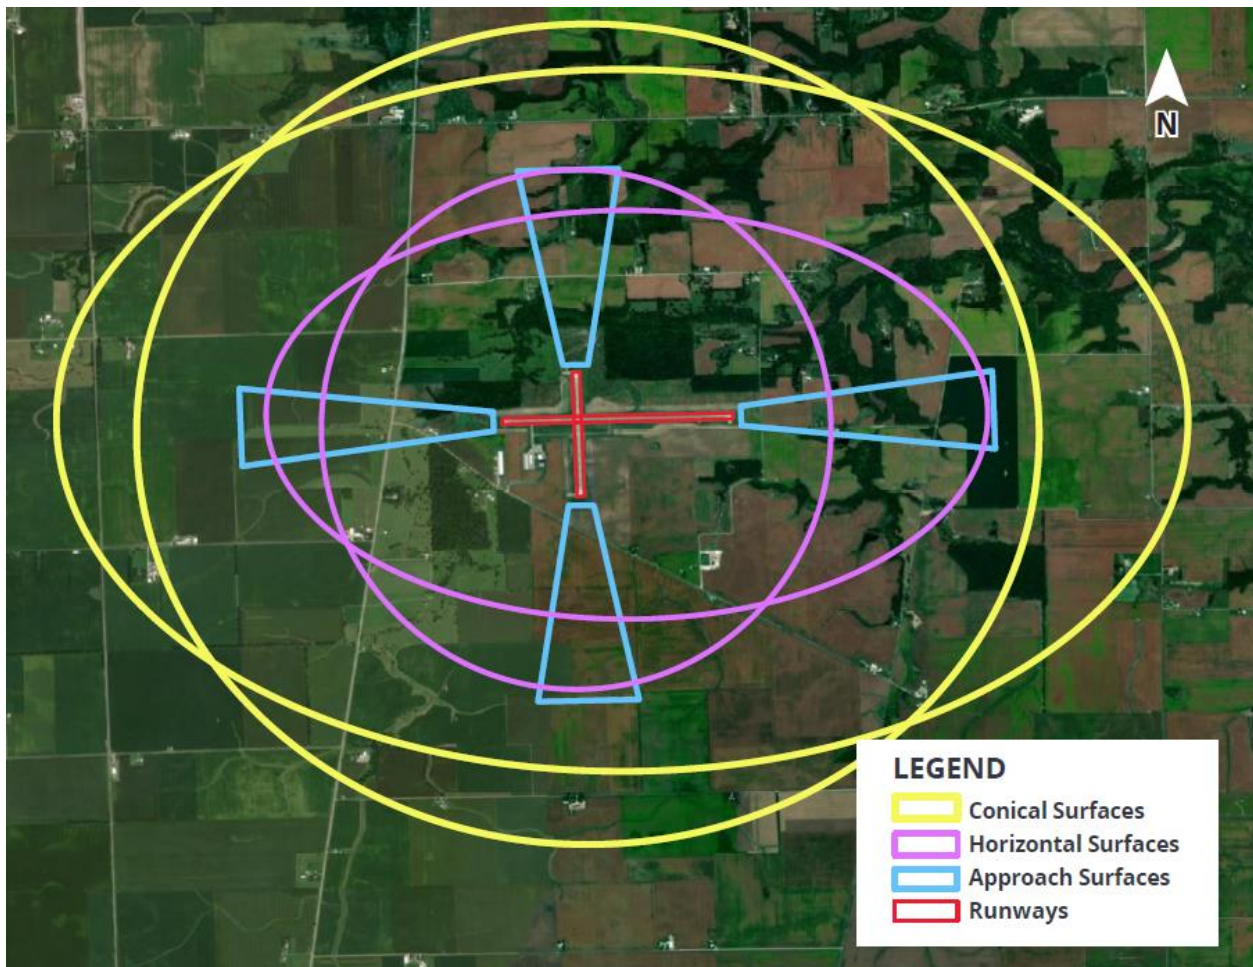 N
LEGEND
Conical Surfaces
Horizontal Surfaces
Approach Surfaces
Runways